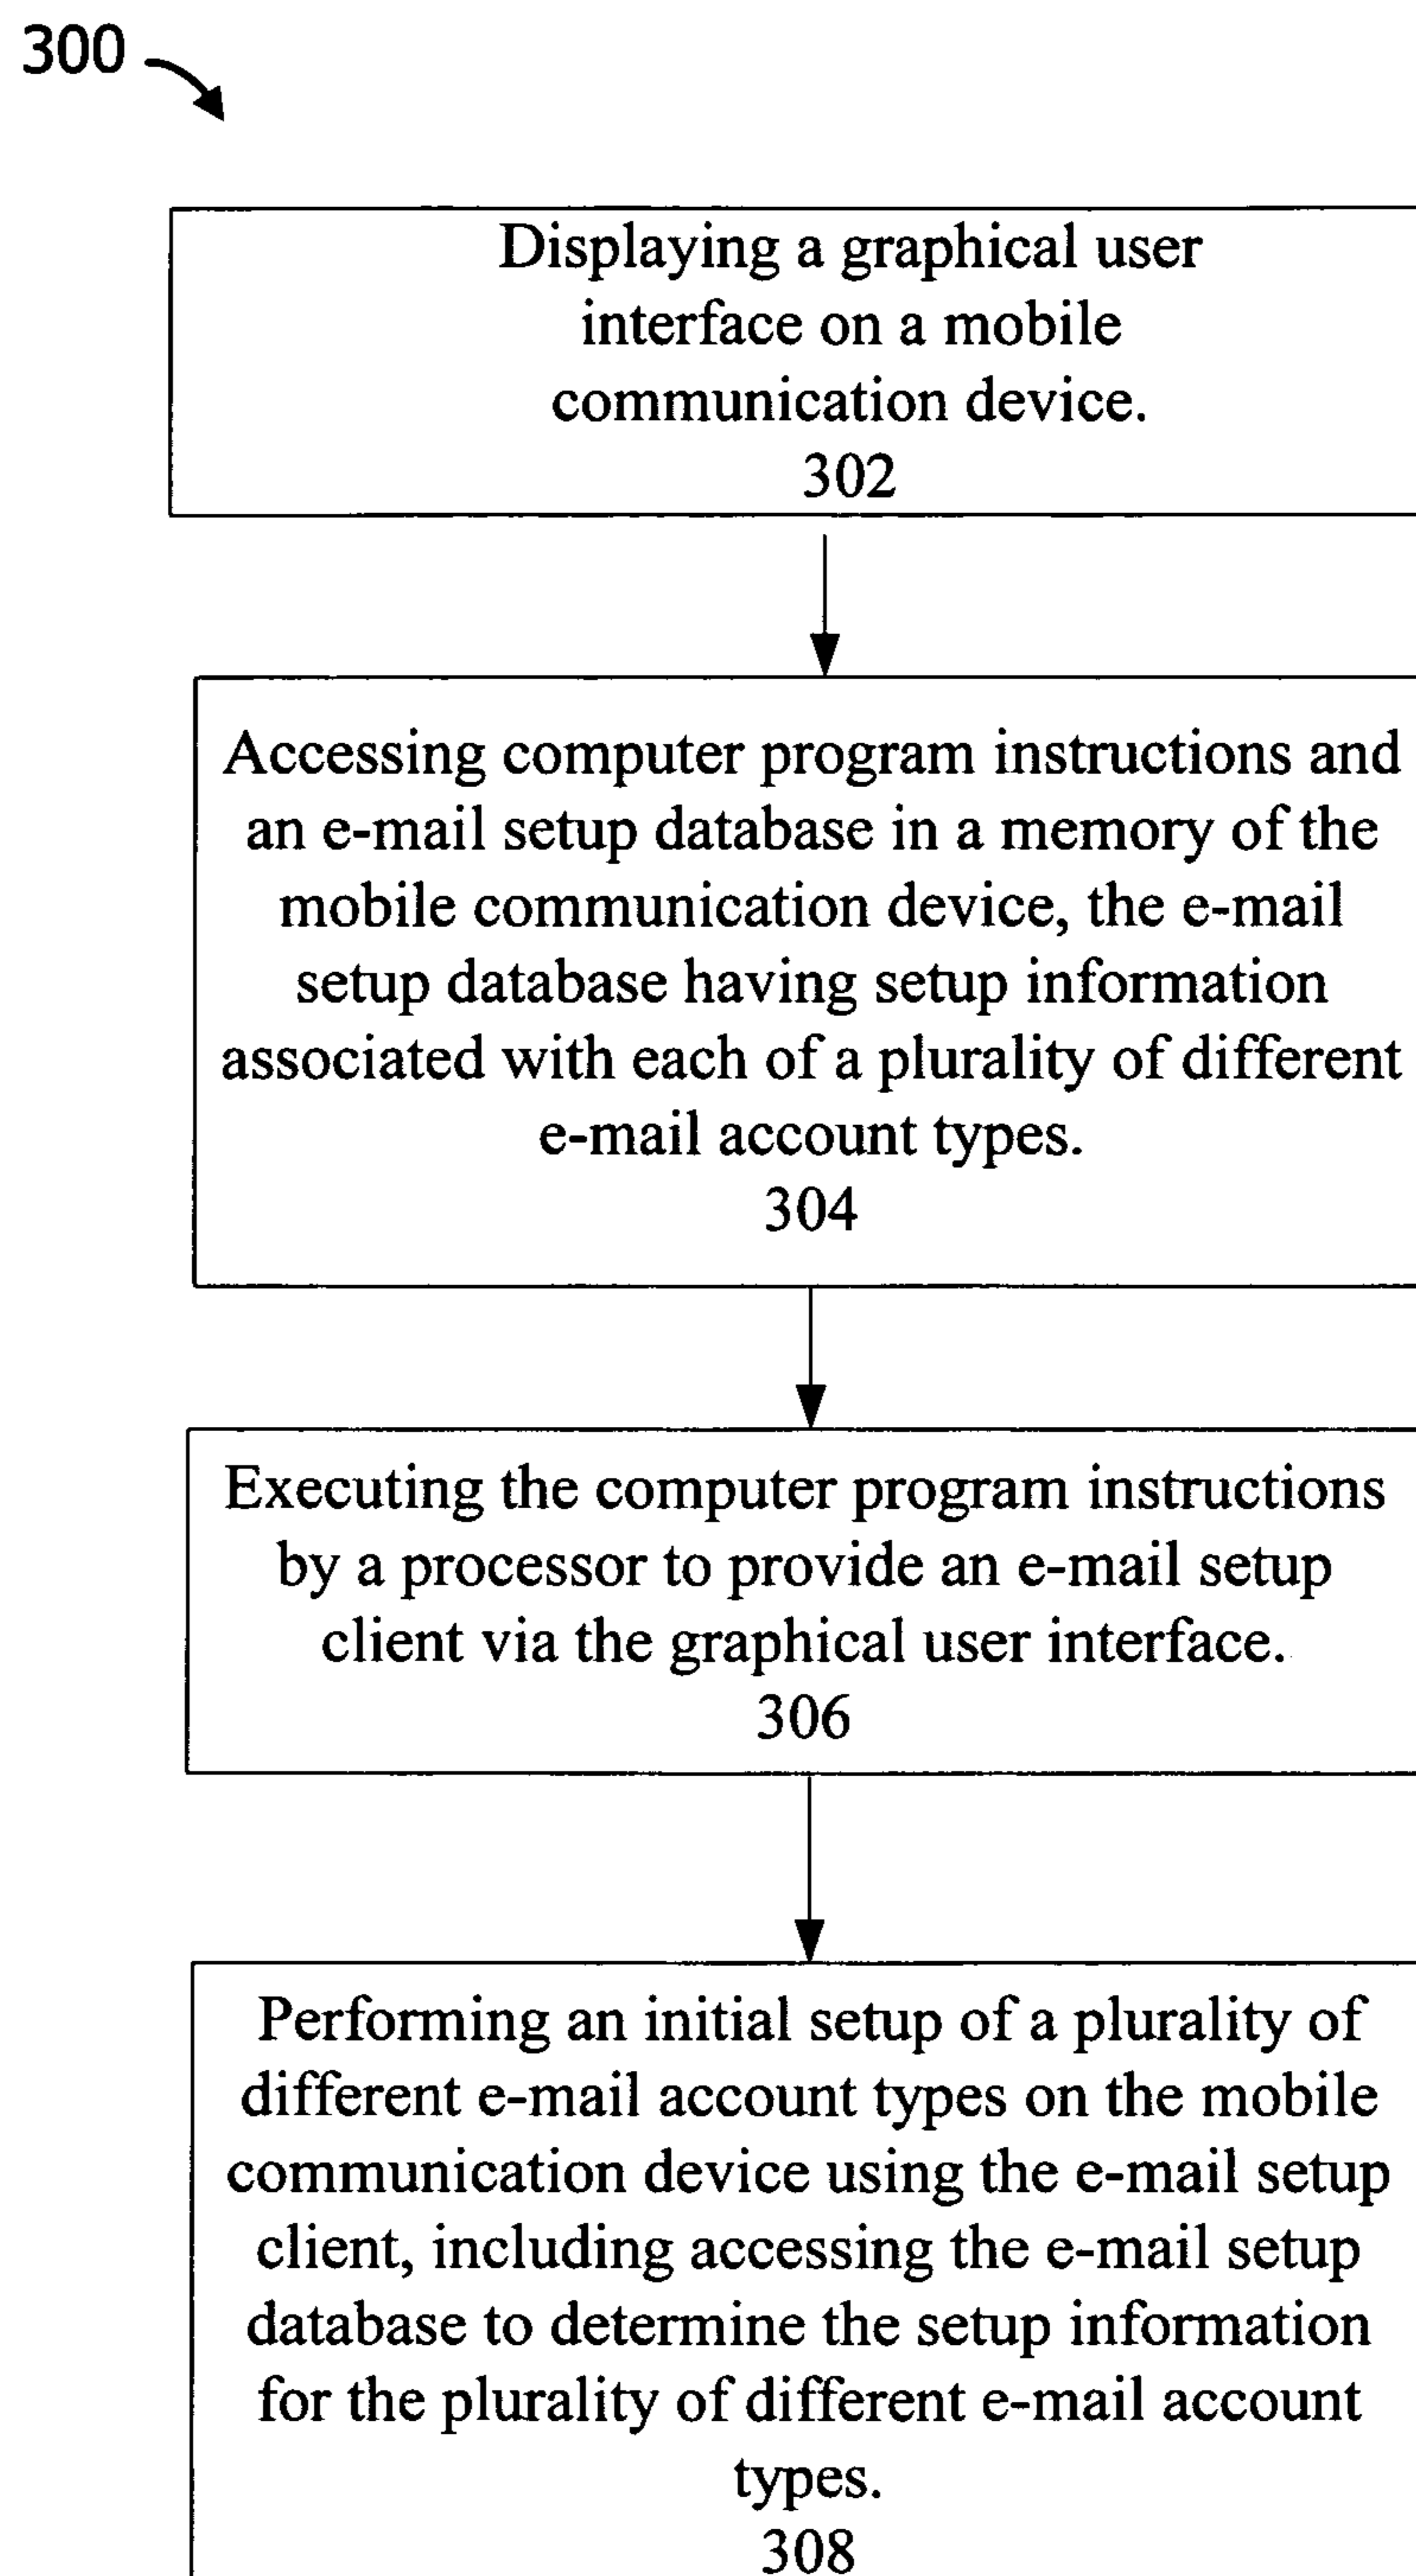 300
Displaying a graphical user
interface on a mobile
communication device.
302
Accessing computer program instructions and
an e-mail setup database in a memory of the
mobile communication device, the e-mail
setup database having setup information
associated with each of a plurality of different
e-mail account types.
304
Executing the computer program instructions
by a processor to provide an e-mail setup
client via the graphical user interface.
306
Performing an initial setup of a plurality of
different e-mail account types on the mobile
communication device using the e-mail setup
client, including accessing the e-mail setup
database to determine the setup information
for the plurality of different e-mail account
types.
308